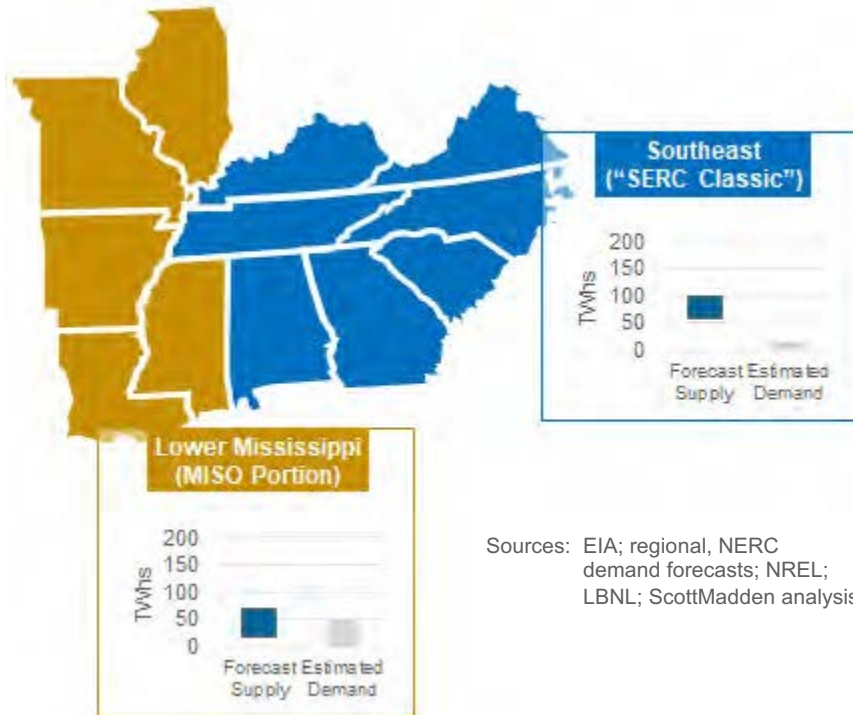 Southeast
("SERC Classic")
200
150
100
50
0
TWhs
Forecast Estimated
Supply Demand
Lower Mississippi
(MISO Portion)
200
150
100
50
0
TWhs
Forecast Estimated
Supply Demand
Sources: EIA; regional, NERC
demand forecasts; NREL;
LBNL; ScottMadden analysis